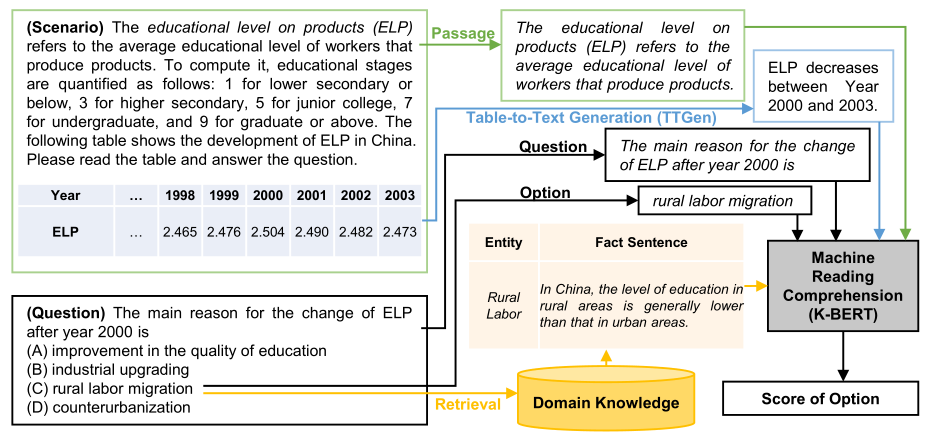 (Scenario) The educational level on products (ELP)
refers to the average educational level of workers that
produce products. To compute it, educational stages
are quantified as follows: 1 for lower secondary or
below, 3 for higher secondary, 5 for junior college, 7
for undergraduate, and 9 for graduate or above. The
following table shows the development of ELP in China.
Please read the table and answer the question.
Year ... 1998 1999 2000 2001 2002 2003
ELP ... 2.465 2.476 2.504 2.490 2.482 2.473
(Question) The main reason for the change of ELP
after year 2000 is
(A) improvement in the quality of education
(B) industrial upgrading
(C) rural labor migration
(D) counterurbanization
Passage
The educational level on
products (ELP) refers to the
average educational level of
workers that produce products.
ELP decreases
between Year
2000 and 2003.
Table-to-Text Generation (TTGen)
Question
The main reason for the change
of ELP after year 2000 is
Option
rural labor migration
Entity Fact Sentence
Rural
Labor
In China, the level of education in
rural areas is generally lower
than that in urban areas.
Retrieval
Domain Knowledge
Machine
Reading
Comprehension
(K-BERT)
Score of Option